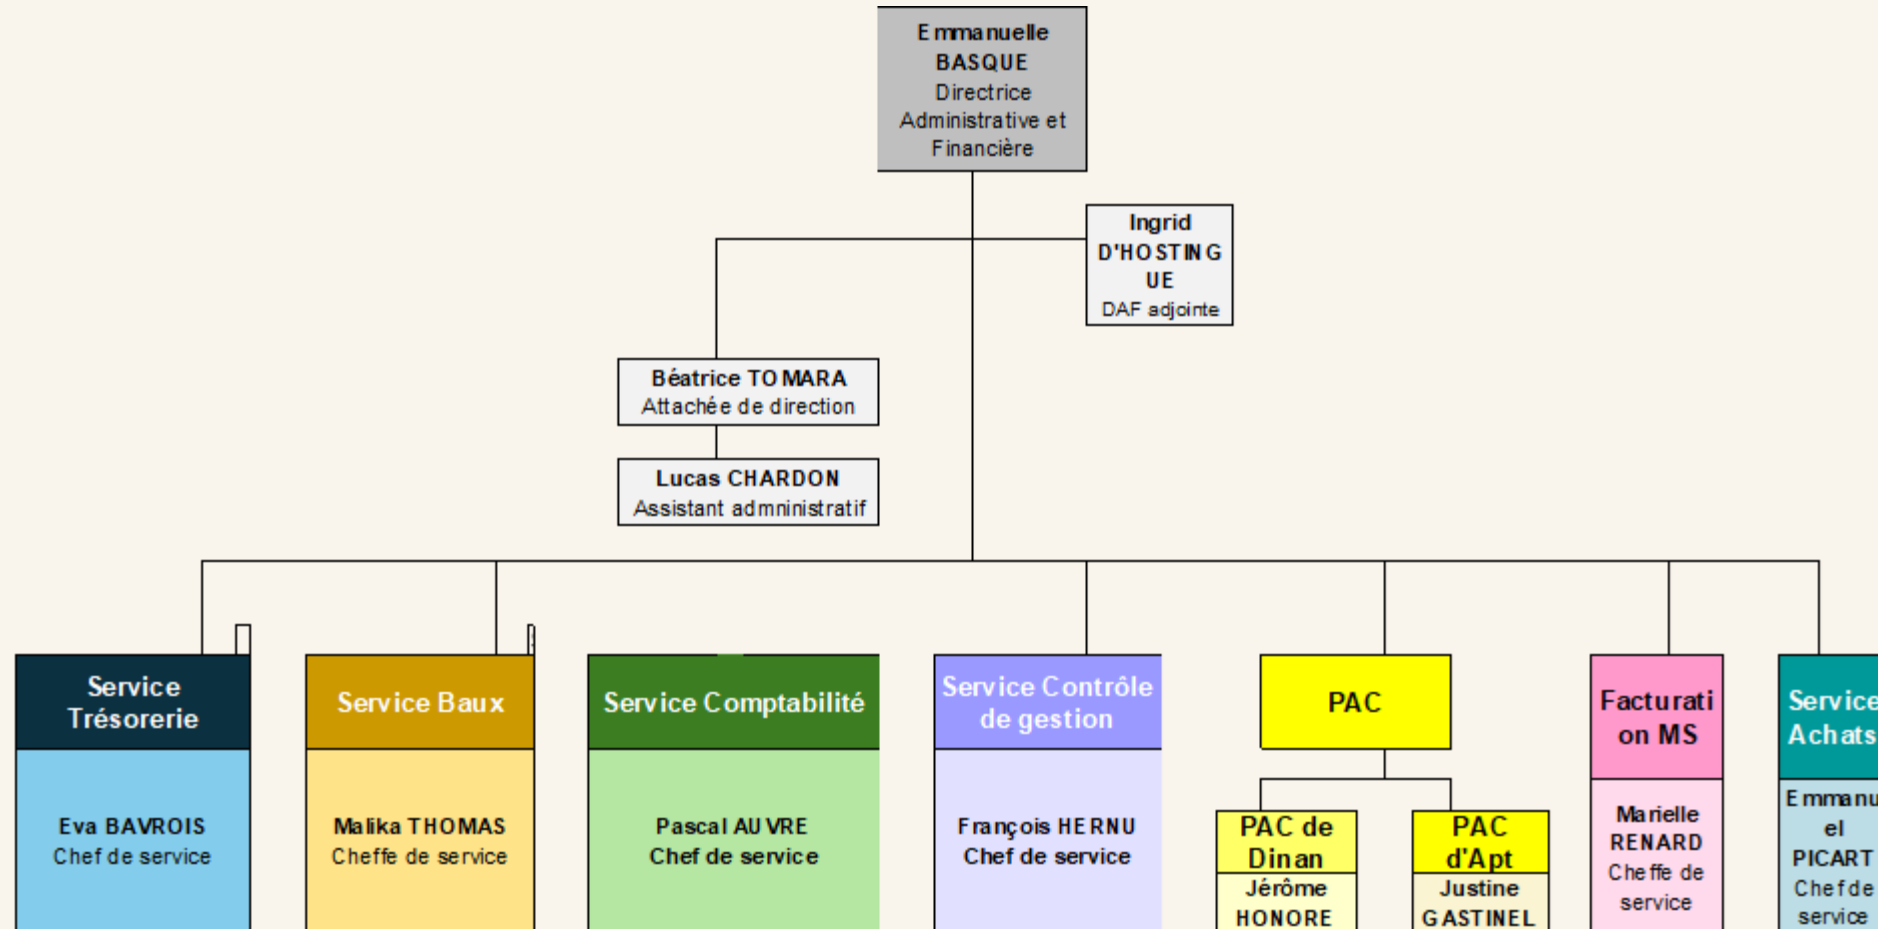 Emmanuelle
BASQUE
Directrice
Administrative et
Financière
Ingrid
D'HOSTING
UE
DAF adjointe
Béatrice TOMARA
Attachée de direction
Lucas CHARDON
Assistant admninistratif
Service
Trésorerie
Eva BAVROIS
Chef de service
Service Baux
Malika THOMAS
Cheffe de service
Service Comptabilité
Pascal AUVRE
Chef de service
Service Contrôle
de gestion
François HERNU
Chef de service
PAC
PAC de
Dinan
Jérôme
HONORE
PAC
d'Apt
Justine
GASTINEL
Facturati
on MS
Marielle
RENARD
Cheffe de
service
Service
Achats
Emmanu
el
PICART
Chef de
service